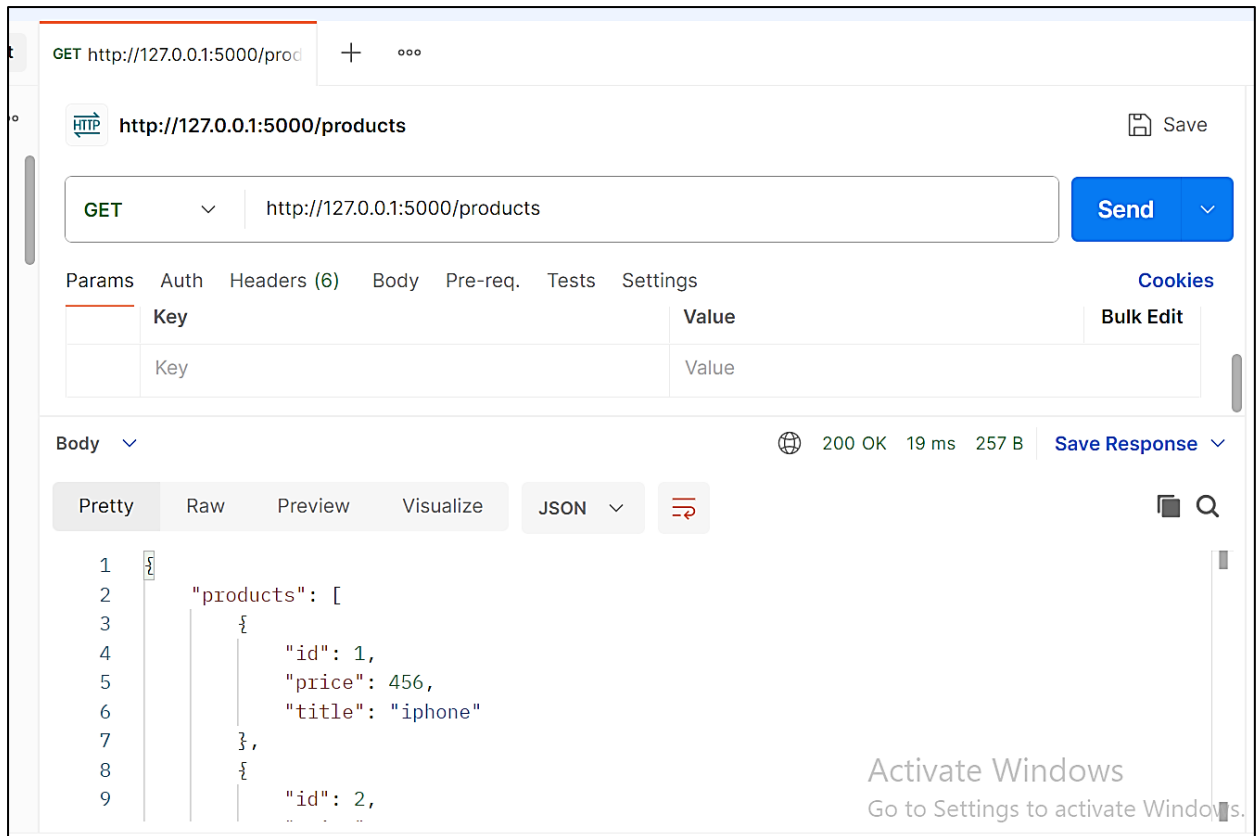 t
GET http://127.0.0.1:5000/prod
HTTP http://127.0.0.1:5000/products Save
GET http://127.0.0.1:5000/products Send
Params Auth Headers (6) Body Pre-req. Tests Settings Cookies
Key Value Bulk Edit
Key Value
Body 200 OK 19 ms 257 B Save Response
Pretty Raw Preview Visualize JSON
1 {
2 "products": [
3 {
4 "id": 1,
5 "price": 456,
6 "title": "iphone"
7 },
8 {
9 "id": 2,
Activate Windows
Go to Settings to activate Windows.